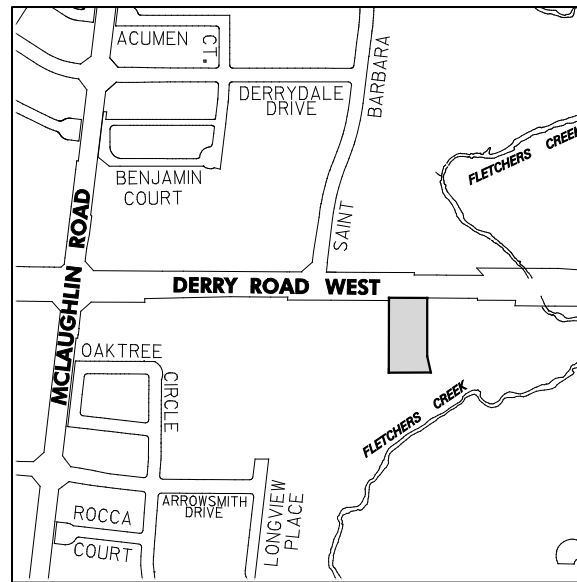 ACUMEN
CT.
BARBARA
DERRYDALE
DRIVE
FLETCHERS CREEK
BENJAMIN
COURT
SAINT
MCLAUGHLIN ROAD
DERRY ROAD WEST
OAKTREE
CIRCLE
FLETCHERS CREEK
ARROWSMITH
DRIVE
LONGVIEW
PLACE
ROCCA
COURT